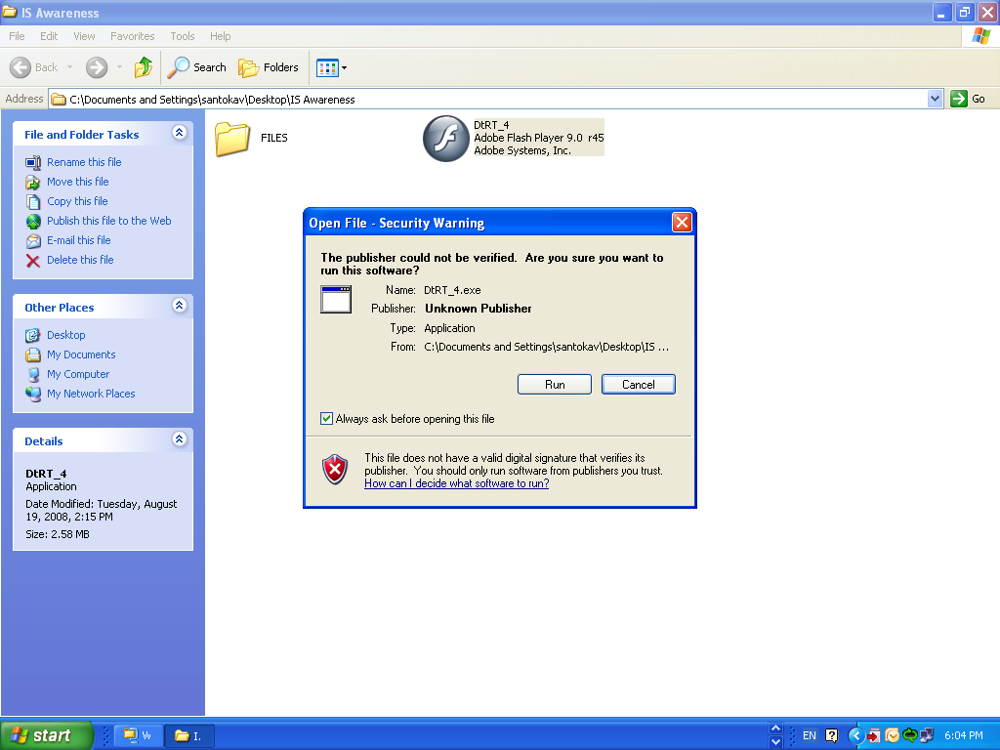 IS Awareness
File Edit View Favorites Tools Help
Back Search Folders
Address C:\Documents and Settings\santokav\Desktop\IS Awareness Go
File and Folder Tasks
Rename this file
Move this file
Copy this file
Publish this file to the Web
E-mail this file
Delete this file
Other Places
Desktop
My Documents
My Computer
My Network Places
Details
DtRT_4
Application
Date Modified: Tuesday, August
19, 2008, 2:15 PM
Size: 2.58 MB
FILES
DtRT_4
Adobe Flash Player 9.0 r45
Adobe Systems, Inc.
Open File - Security Warning
The publisher could not be verified. Are you sure you want to
run this software?
Name: DtRT_4.exe
Publisher: Unknown Publisher
Type: Application
From: C:\Documents and Settings\santokav\Desktop\IS ...
Run Cancel
Always ask before opening this file
This file does not have a valid digital signature that verifies its
publisher. You should only run software from publishers you trust.
How can I decide what software to run?
start W I. EN 6:04 PM